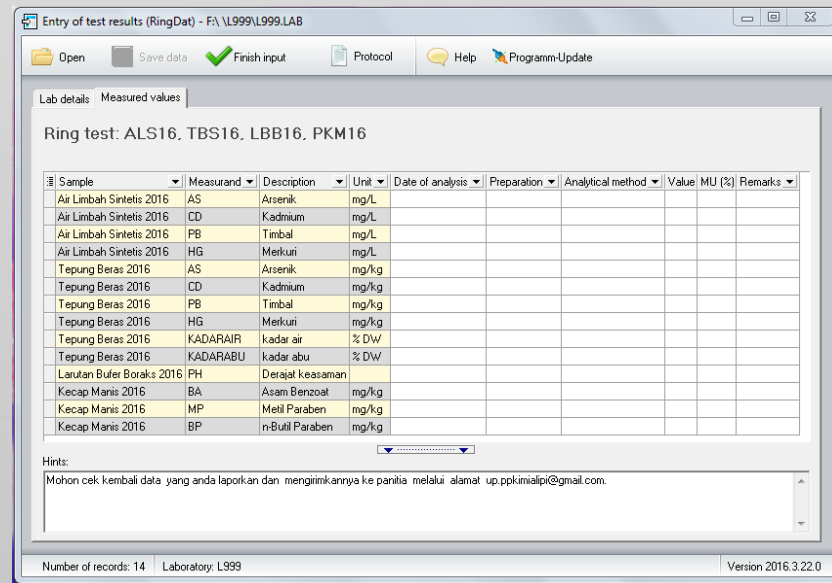 Entry of test results (RingDat) - F:\ \L999\L999.LAB
Open Save data Finish input Protocol Help Programm-Update
Lab details Measured values
Ring test: ALS16, TBS16, LBB16, PKM16
Sample Measurand Description Unit Date of analysis Preparation Analytical method Value MU (%) Remarks
Air Limbah Sintetis 2016 AS Arsenik mg/L
Air Limbah Sintetis 2016 CD Kadmium mg/L
Air Limbah Sintetis 2016 PB Timbal mg/L
Air Limbah Sintetis 2016 HG Merkuri mg/L
Tepung Beras 2016 AS Arsenik mg/kg
Tepung Beras 2016 CD Kadmium mg/kg
Tepung Beras 2016 PB Timbal mg/kg
Tepung Beras 2016 HG Merkuri mg/kg
Tepung Beras 2016 KADARAIR kadar air % DW
Tepung Beras 2016 KADARABU kadar abu % DW
Larutan Bufer Boraks 2016 PH Derajat keasaman
Kecap Manis 2016 BA Asam Benzoat mg/kg
Kecap Manis 2016 MP Metil Paraben mg/kg
Kecap Manis 2016 BP n-Butil Paraben mg/kg
Hints:
Mohon cek kembali data yang anda laporkan dan mengirimkannya ke panitia melalui alamat up.ppkimialipi@gmail.com.
Number of records: 14 Laboratory: L999 Version 2016.3.22.0